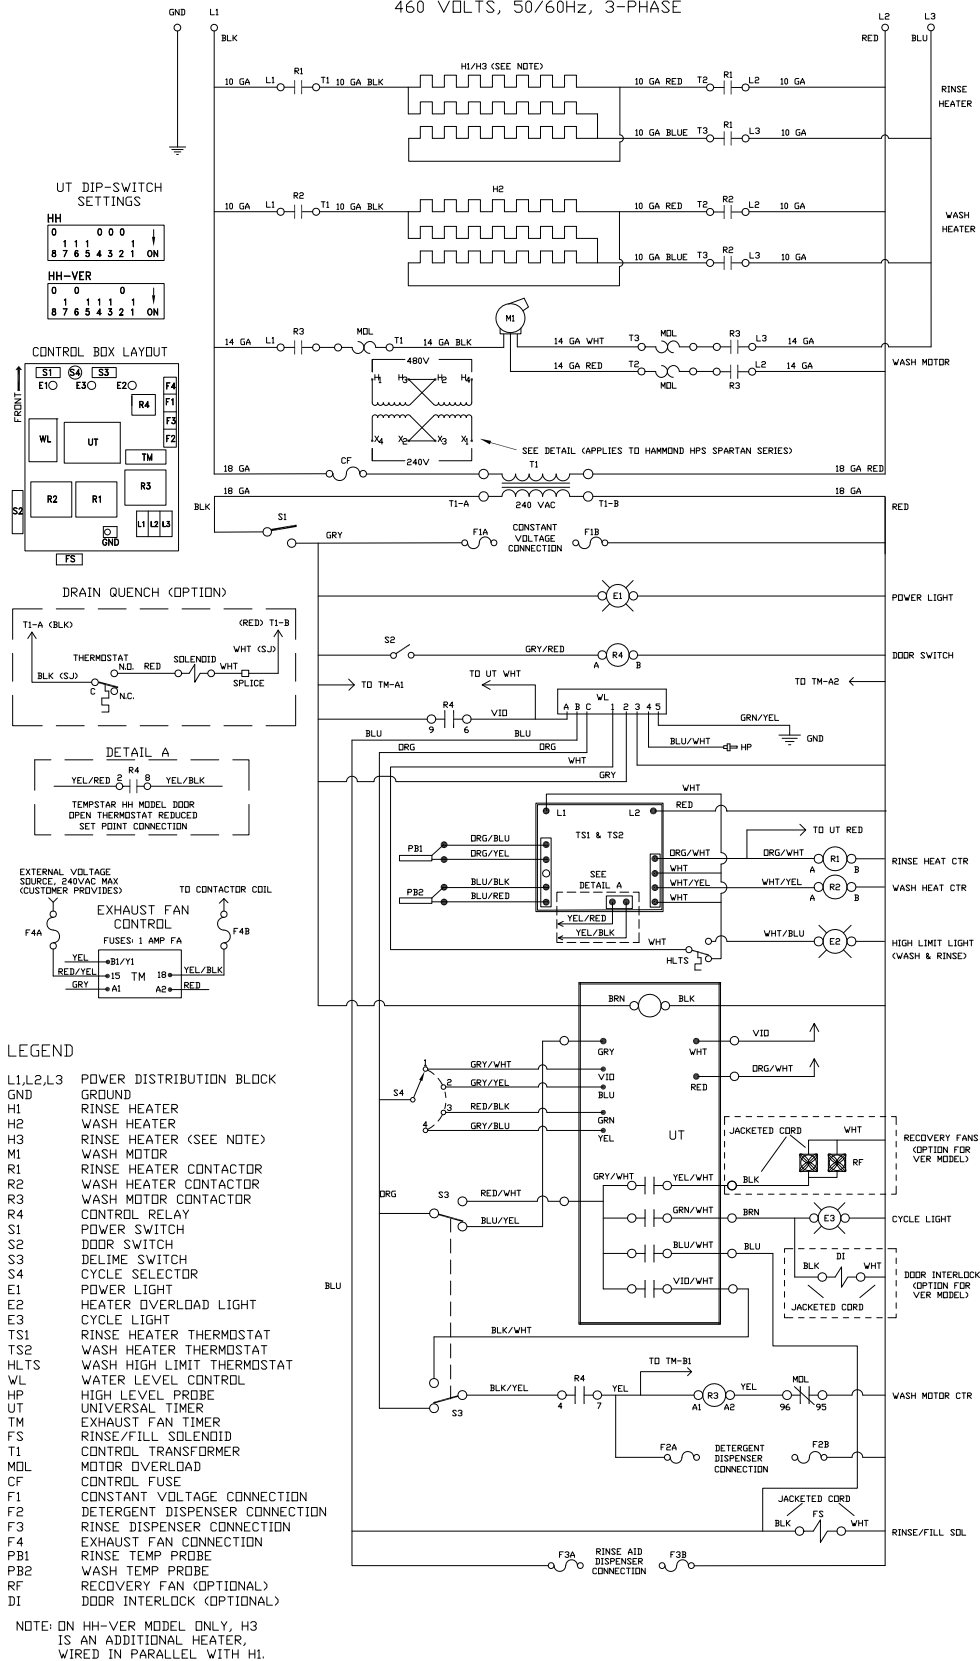 460 VOLTS, 50/60Hz, 3-PHASE
GND L1 L2 L3
BLK RED BLU
H1/H3 (SEE NOTE)
10 GA L1 R1 T1 10 GA BLK 10 GA RED T2 R1 L2 10 GA
RINSE
HEATER
10 GA BLUE T3 R1 L3 10 GA
UT DIP-SWITCH
SETTINGS
HH
0 0 0 0
1 1 1 1
8 7 6 5 4 3 2 1 ON
HH-VER
0 0 0
1 1 1 1 1
8 7 6 5 4 3 2 1 ON
H2
10 GA L1 R2 T1 10 GA BLK 10 GA RED T2 R2 L2 10 GA
WASH
HEATER
10 GA BLUE T3 R2 L3 10 GA
M1
14 GA L1 R3 MOL T1 14 GA BLK 14 GA WHT T3 MOL R3 L3 14 GA
14 GA RED T2 MOL R3 L2 14 GA
WASH MOTOR
480V
H1 H3 H2 H4
X4 X2 X3 X1
240V
SEE DETAIL (APPLIES TO HAMMOND HPS SPARTAN SERIES)
CONTROL BOX LAYOUT
FRONT
S1 S4 S3
E1 E3 E2 F4
R4 F1
F3
WL UT F2
TM
R2 R1 R3
S2 L1 L2 L3
GND
FS
18 GA CF T1 18 GA RED
18 GA T1-A 240 VAC T1-B 18 GA
BLK RED
S1
GRY F1A CONSTANT
VOLTAGE
CONNECTION F1B
E1 POWER LIGHT
S2 GRY/RED A R4 B DOOR SWITCH
DRAIN QUENCH (OPTION)
T1-A (BLK) (RED) T1-B
THERMOSTAT SOLENOID WHT (SJ)
N.O. RED WHT
BLK (SJ) C N.C. SPLICE
TO TM-A1 TO UT WHT TO TM-A2
WL
A B C 1 2 3 4 5
R4 VIO
9 6
GRN/YEL
GND
BLU BLU
ORG ORG
BLU/WHT HP
WHT
GRY
DETAIL A
R4
YEL/RED 2 8 YEL/BLK
TEMPSTAR HH MODEL DOOR
OPEN THERMOSTAT REDUCED
SET POINT CONNECTION
WHT
RED
L1 L2
TS1 & TS2
TO UT RED
PB1 ORG/BLU
ORG/YEL
ORG/WHT ORG/WHT A R1 B RINSE HEAT CTR
WHT
SEE
DETAIL A
PB2 BLU/BLK
BLU/RED
WHT/YEL WHT/YEL A R2 B WASH HEAT CTR
WHT
YEL/RED
YEL/BLK
WHT HLTS WHT/BLU E2 HIGH LIMIT LIGHT
(WASH & RINSE)
EXTERNAL VOLTAGE
SOURCE, 240VAC MAX
(CUSTOMER PROVIDES)
TO CONTACTOR COIL
EXHAUST FAN
CONTROL
F4A F4B
FUSES: 1 AMP FA
YEL B1/Y1
RED/YEL 15 TM 18 YEL/BLK
GRY A1 A2 RED
BRN BLK
GRY WHT VIO
S4
1 GRY/WHT VIO
2 GRY/YEL BLU
RED ORG/WHT
3 RED/BLK GRN
4 GRY/BLU YEL
UT
JACKETED CORD WHT
RF
BLK
RECOVERY FANS
(OPTION FOR
VER MODEL)
ORG
S3 RED/WHT
BLU/YEL
GRY/WHT YEL/WHT
GRN/WHT BRN E3 CYCLE LIGHT
BLU/WHT BLU
VIO/WHT
DI
BLK WHT
JACKETED CORD
DOOR INTERLOCK
(OPTION FOR
VER MODEL)
BLU
BLK/WHT
TO TM-B1
S3 BLK/YEL R4 YEL R3 YEL MOL WASH MOTOR CTR
4 7 A1 A2 96 95
F2A DETERGENT
DISPENSER
CONNECTION F2B
JACKETED CORD
BLK FS WHT RINSE/FILL SOL
F3A RINSE AID
DISPENSER
CONNECTION F3B
LEGEND
L1,L2,L3 POWER DISTRIBUTION BLOCK
GND GROUND
H1 RINSE HEATER
H2 WASH HEATER
H3 RINSE HEATER (SEE NOTE)
M1 WASH MOTOR
R1 RINSE HEATER CONTACTOR
R2 WASH HEATER CONTACTOR
R3 WASH MOTOR CONTACTOR
R4 CONTROL RELAY
S1 POWER SWITCH
S2 DOOR SWITCH
S3 DELIME SWITCH
S4 CYCLE SELECTOR
E1 POWER LIGHT
E2 HEATER OVERLOAD LIGHT
E3 CYCLE LIGHT
TS1 RINSE HEATER THERMOSTAT
TS2 WASH HEATER THERMOSTAT
HLTS WASH HIGH LIMIT THERMOSTAT
WL WATER LEVEL CONTROL
HP HIGH LEVEL PROBE
UT UNIVERSAL TIMER
TM EXHAUST FAN TIMER
FS RINSE/FILL SOLENOID
T1 CONTROL TRANSFORMER
MOL MOTOR OVERLOAD
CF CONTROL FUSE
F1 CONSTANT VOLTAGE CONNECTION
F2 DETERGENT DISPENSER CONNECTION
F3 RINSE DISPENSER CONNECTION
F4 EXHAUST FAN CONNECTION
PB1 RINSE TEMP PROBE
PB2 WASH TEMP PROBE
RF RECOVERY FAN (OPTIONAL)
DI DOOR INTERLOCK (OPTIONAL)
NOTE: ON HH-VER MODEL ONLY, H3
IS AN ADDITIONAL HEATER,
WIRED IN PARALLEL WITH H1.